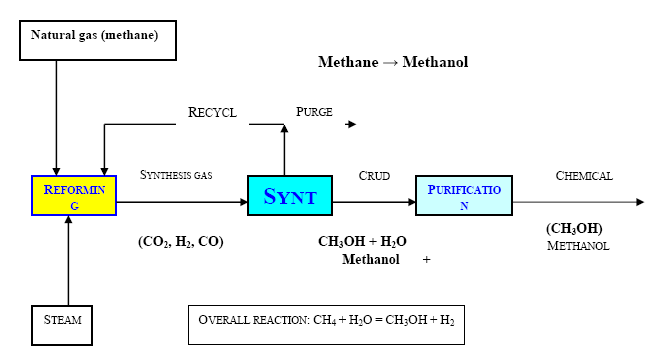 Natural gas (methane)
Methane → Methanol
RECYCL
PURGE
SYNTHESIS GAS
CRUD
CHEMICAL
REFORMIN
G
SYNT
PURIFICATIO
N
(CO₂, H₂, CO)
CH₃OH + H₂O
Methanol +
(CH₃OH)
METHANOL
STEAM
OVERALL REACTION: CH₄ + H₂O = CH₃OH + H₂